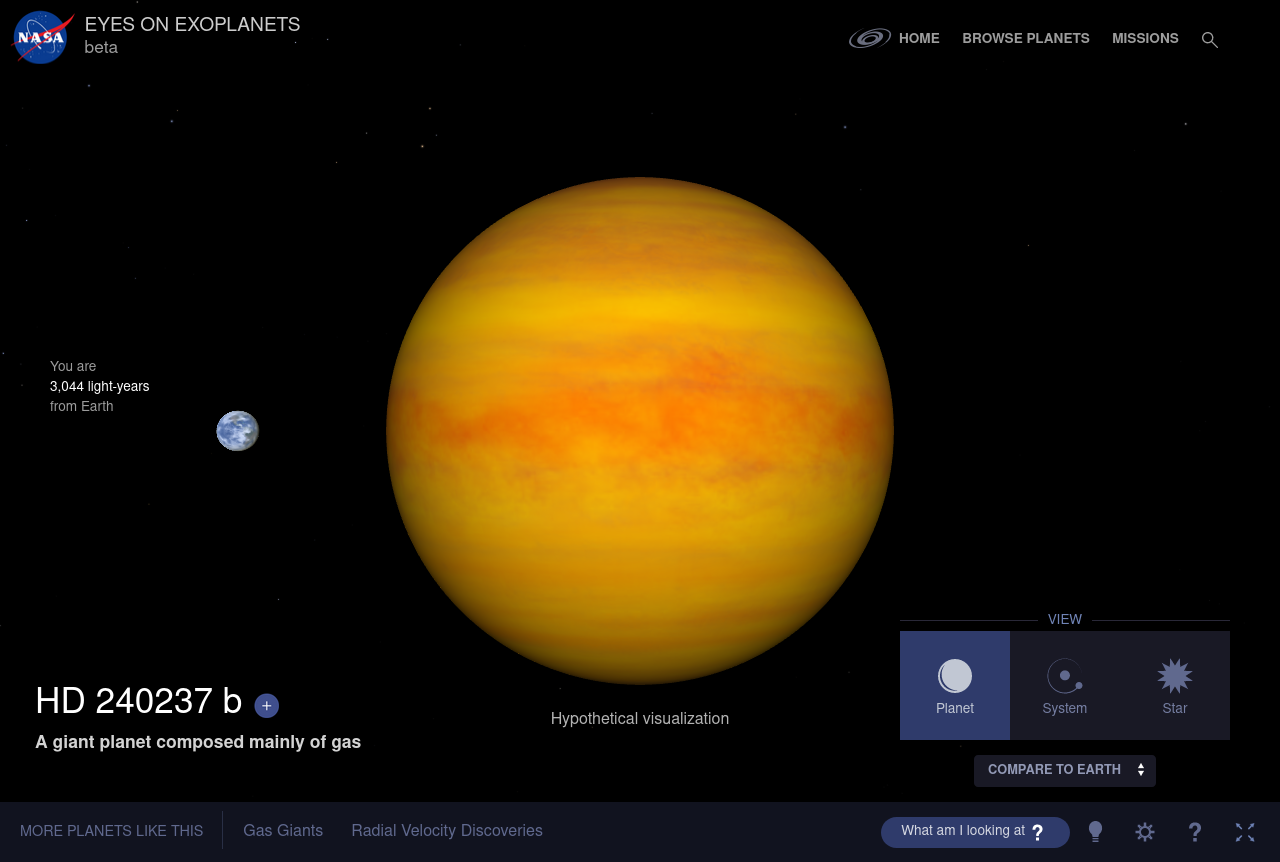 NASA
EYES ON EXOPLANETS
beta
HOME
BROWSE PLANETS
MISSIONS
You are
3,044 light-years
from Earth
HD 240237 b +
A giant planet composed mainly of gas
Hypothetical visualization
VIEW
Planet
System
Star
COMPARE TO EARTH
MORE PLANETS LIKE THIS
Gas Giants
Radial Velocity Discoveries
What am I looking at ?
?